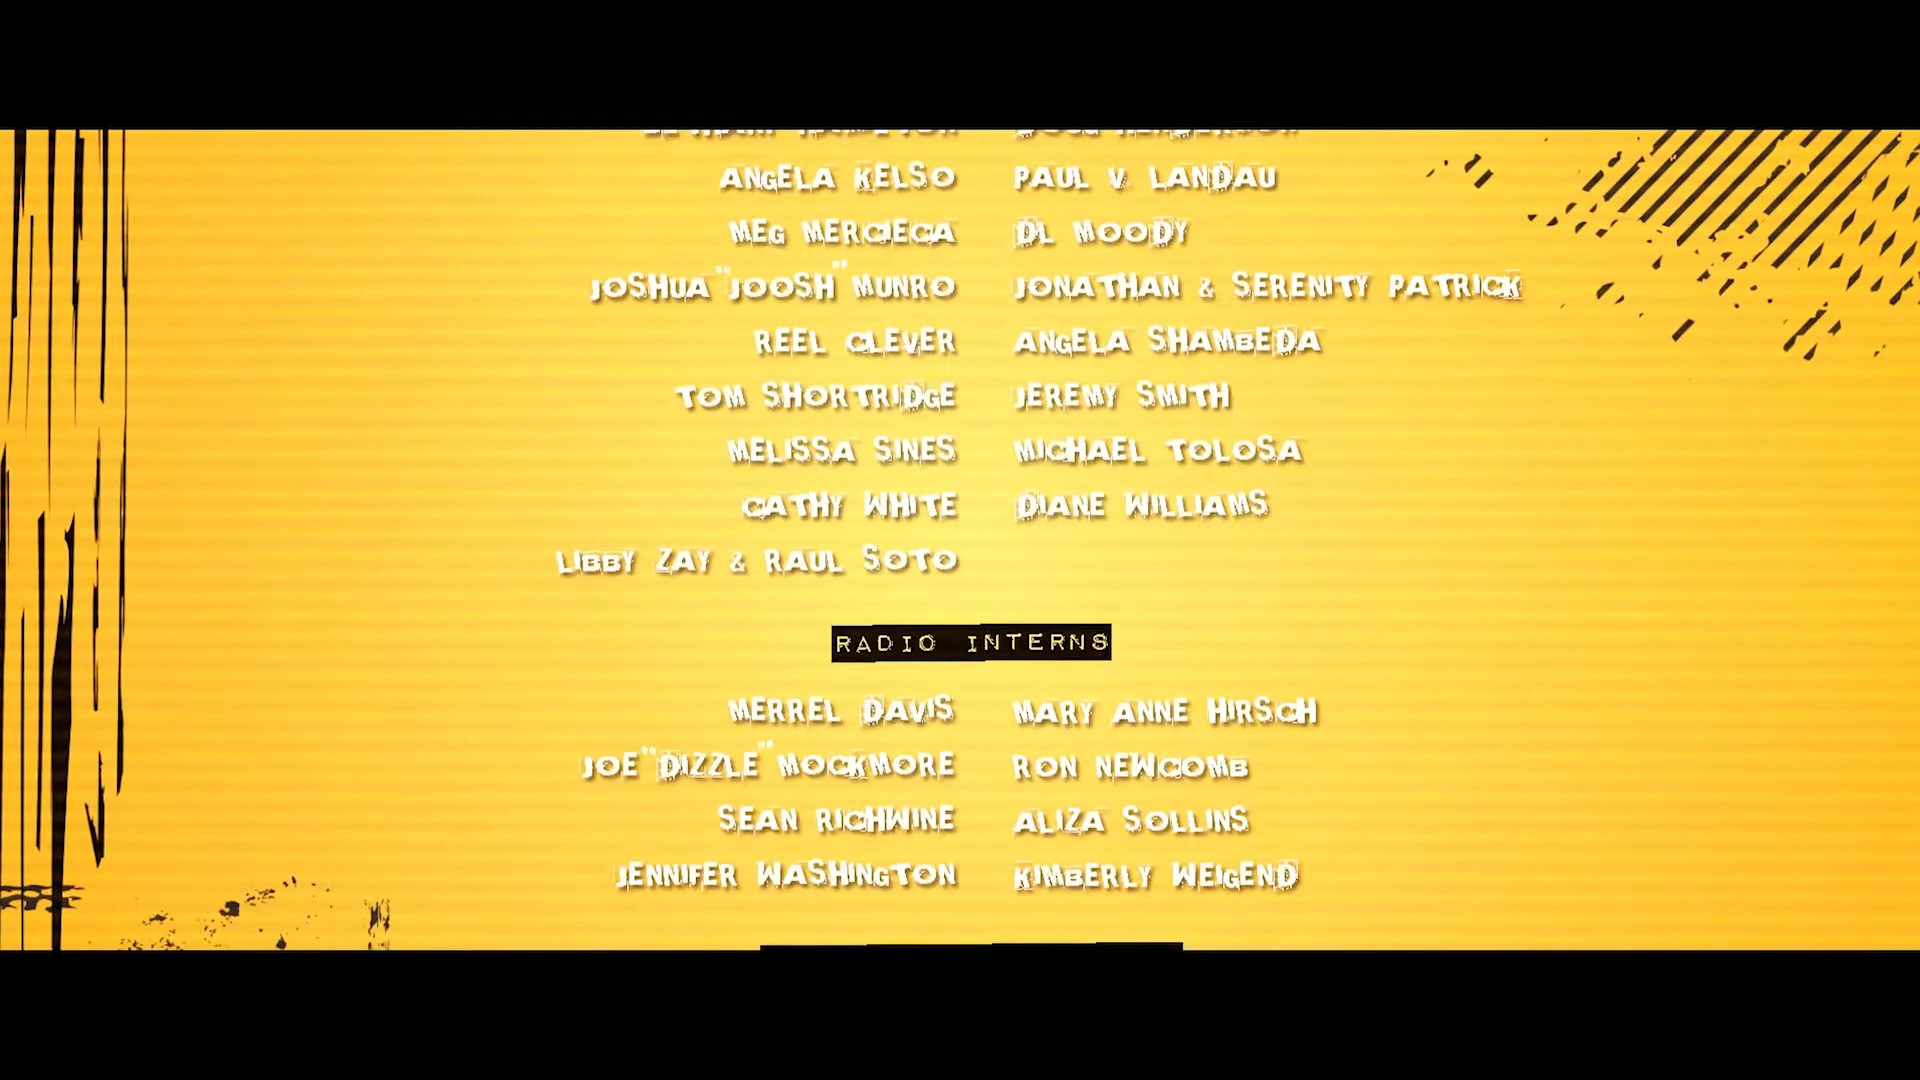 ANGELA KELSO PAUL V. LANDAU
MEG MERCIECA DL MOODY
JOSHUA "JOOSH" MUNRO JONATHAN & SERENITY PATRICK
REEL CLEVER ANGELA SHAMBEDA
TOM SHORTRIDGE JEREMY SMITH
MELISSA SINES MICHAEL TOLOSA
CATHY WHITE DIANE WILLIAMS
LIBBY ZAY & RAUL SOTO
RADIO INTERNS
MERREL DAVIS MARY ANNE HIRSCH
JOE "DIZZLE" MOCKMORE RON NEWCOMB
SEAN RICHWINE ALIZA SOLLINS
JENNIFER WASHINGTON KIMBERLY WEIGEND